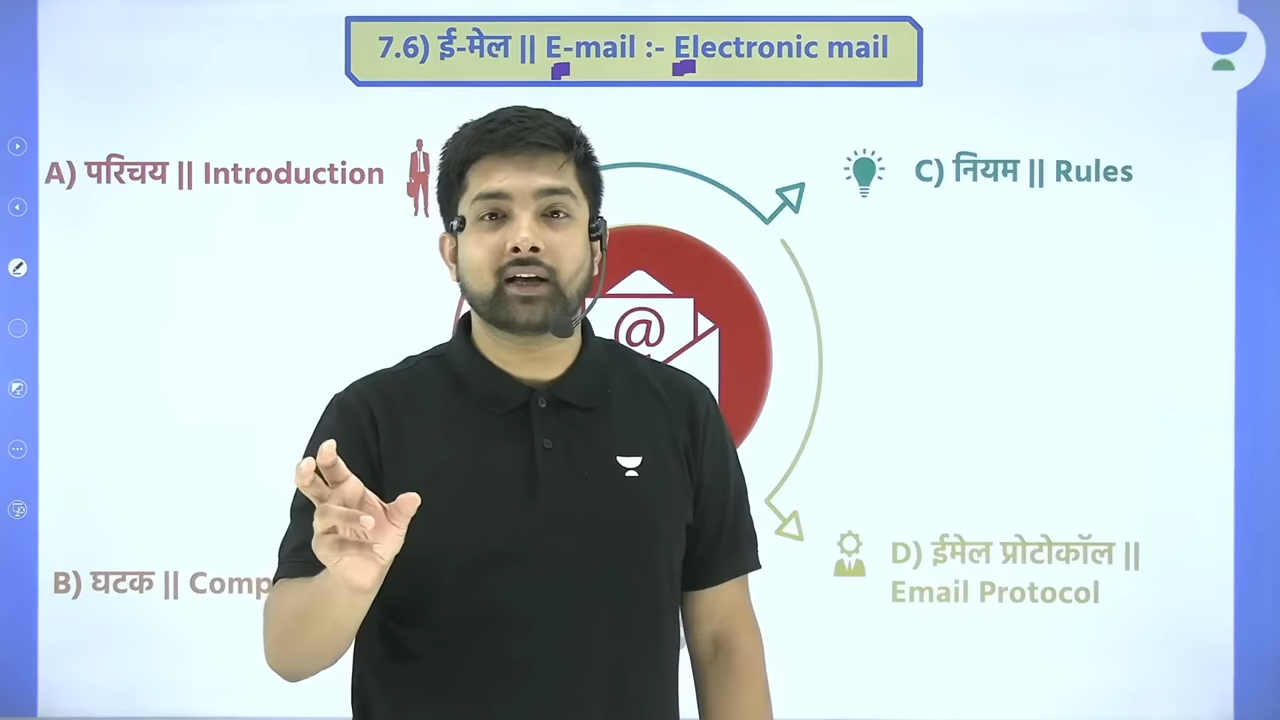 7.6) ई-मेल || E-mail :- Electronic mail
A) परिचय || Introduction
C) नियम || Rules
@
B) घटक || Comp
D) ईमेल प्रोटोकॉल ||
Email Protocol